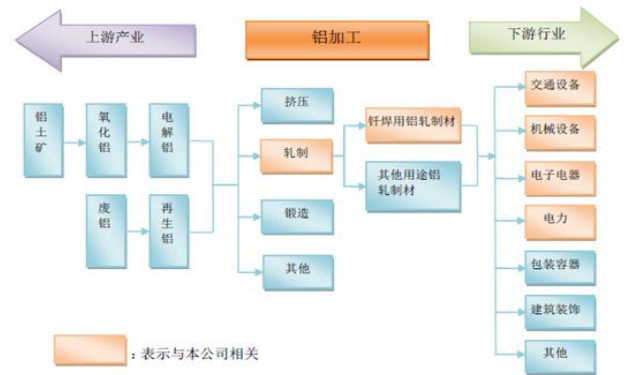 上游产业
铝加工
下游行业
铝土矿
氧化铝
电解铝
废铝
再生铝
挤压
轧制
锻造
其他
钎焊用铝轧制材
其他用途铝
轧制材
交通设备
机械设备
电子电器
电力
包装容器
建筑装饰
其他
：表示与本公司相关